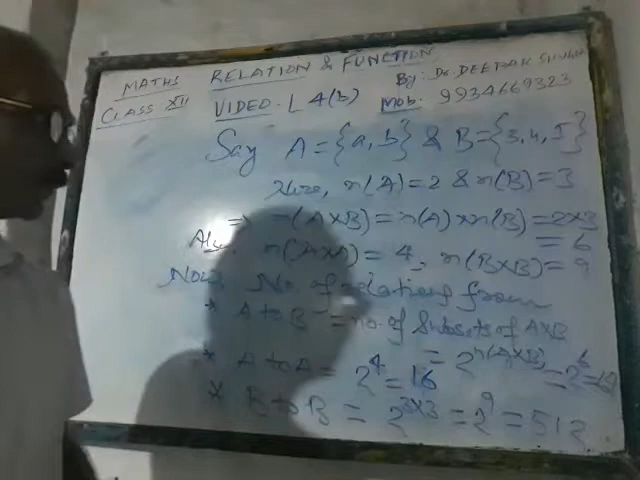 MATHS RELATION & FUNCTION
CLASS XII VIDEO - L 4(b) By: Dr. DEEPAK SINGH
Mob: 9934669323
Say A = {a, b} & B = {3, 4, 5}
Here, n(A) = 2 & n(B) = 3
⇒ n(A×B) = n(A) × n(B) = 2×3
= 6
Also, n(A×A) = 4, n(B×B) = 9
Now, No. of relations from
* A to B = no. of subsets of A×B
= 2^n(A×B) = 2^6
* A to A = 2^4 = 16
* B to B = 2^3×3 = 2^9 = 512